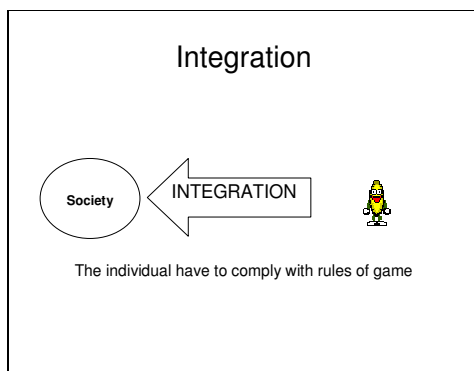 Integration
INTEGRATION
Society
The individual have to comply with rules of game